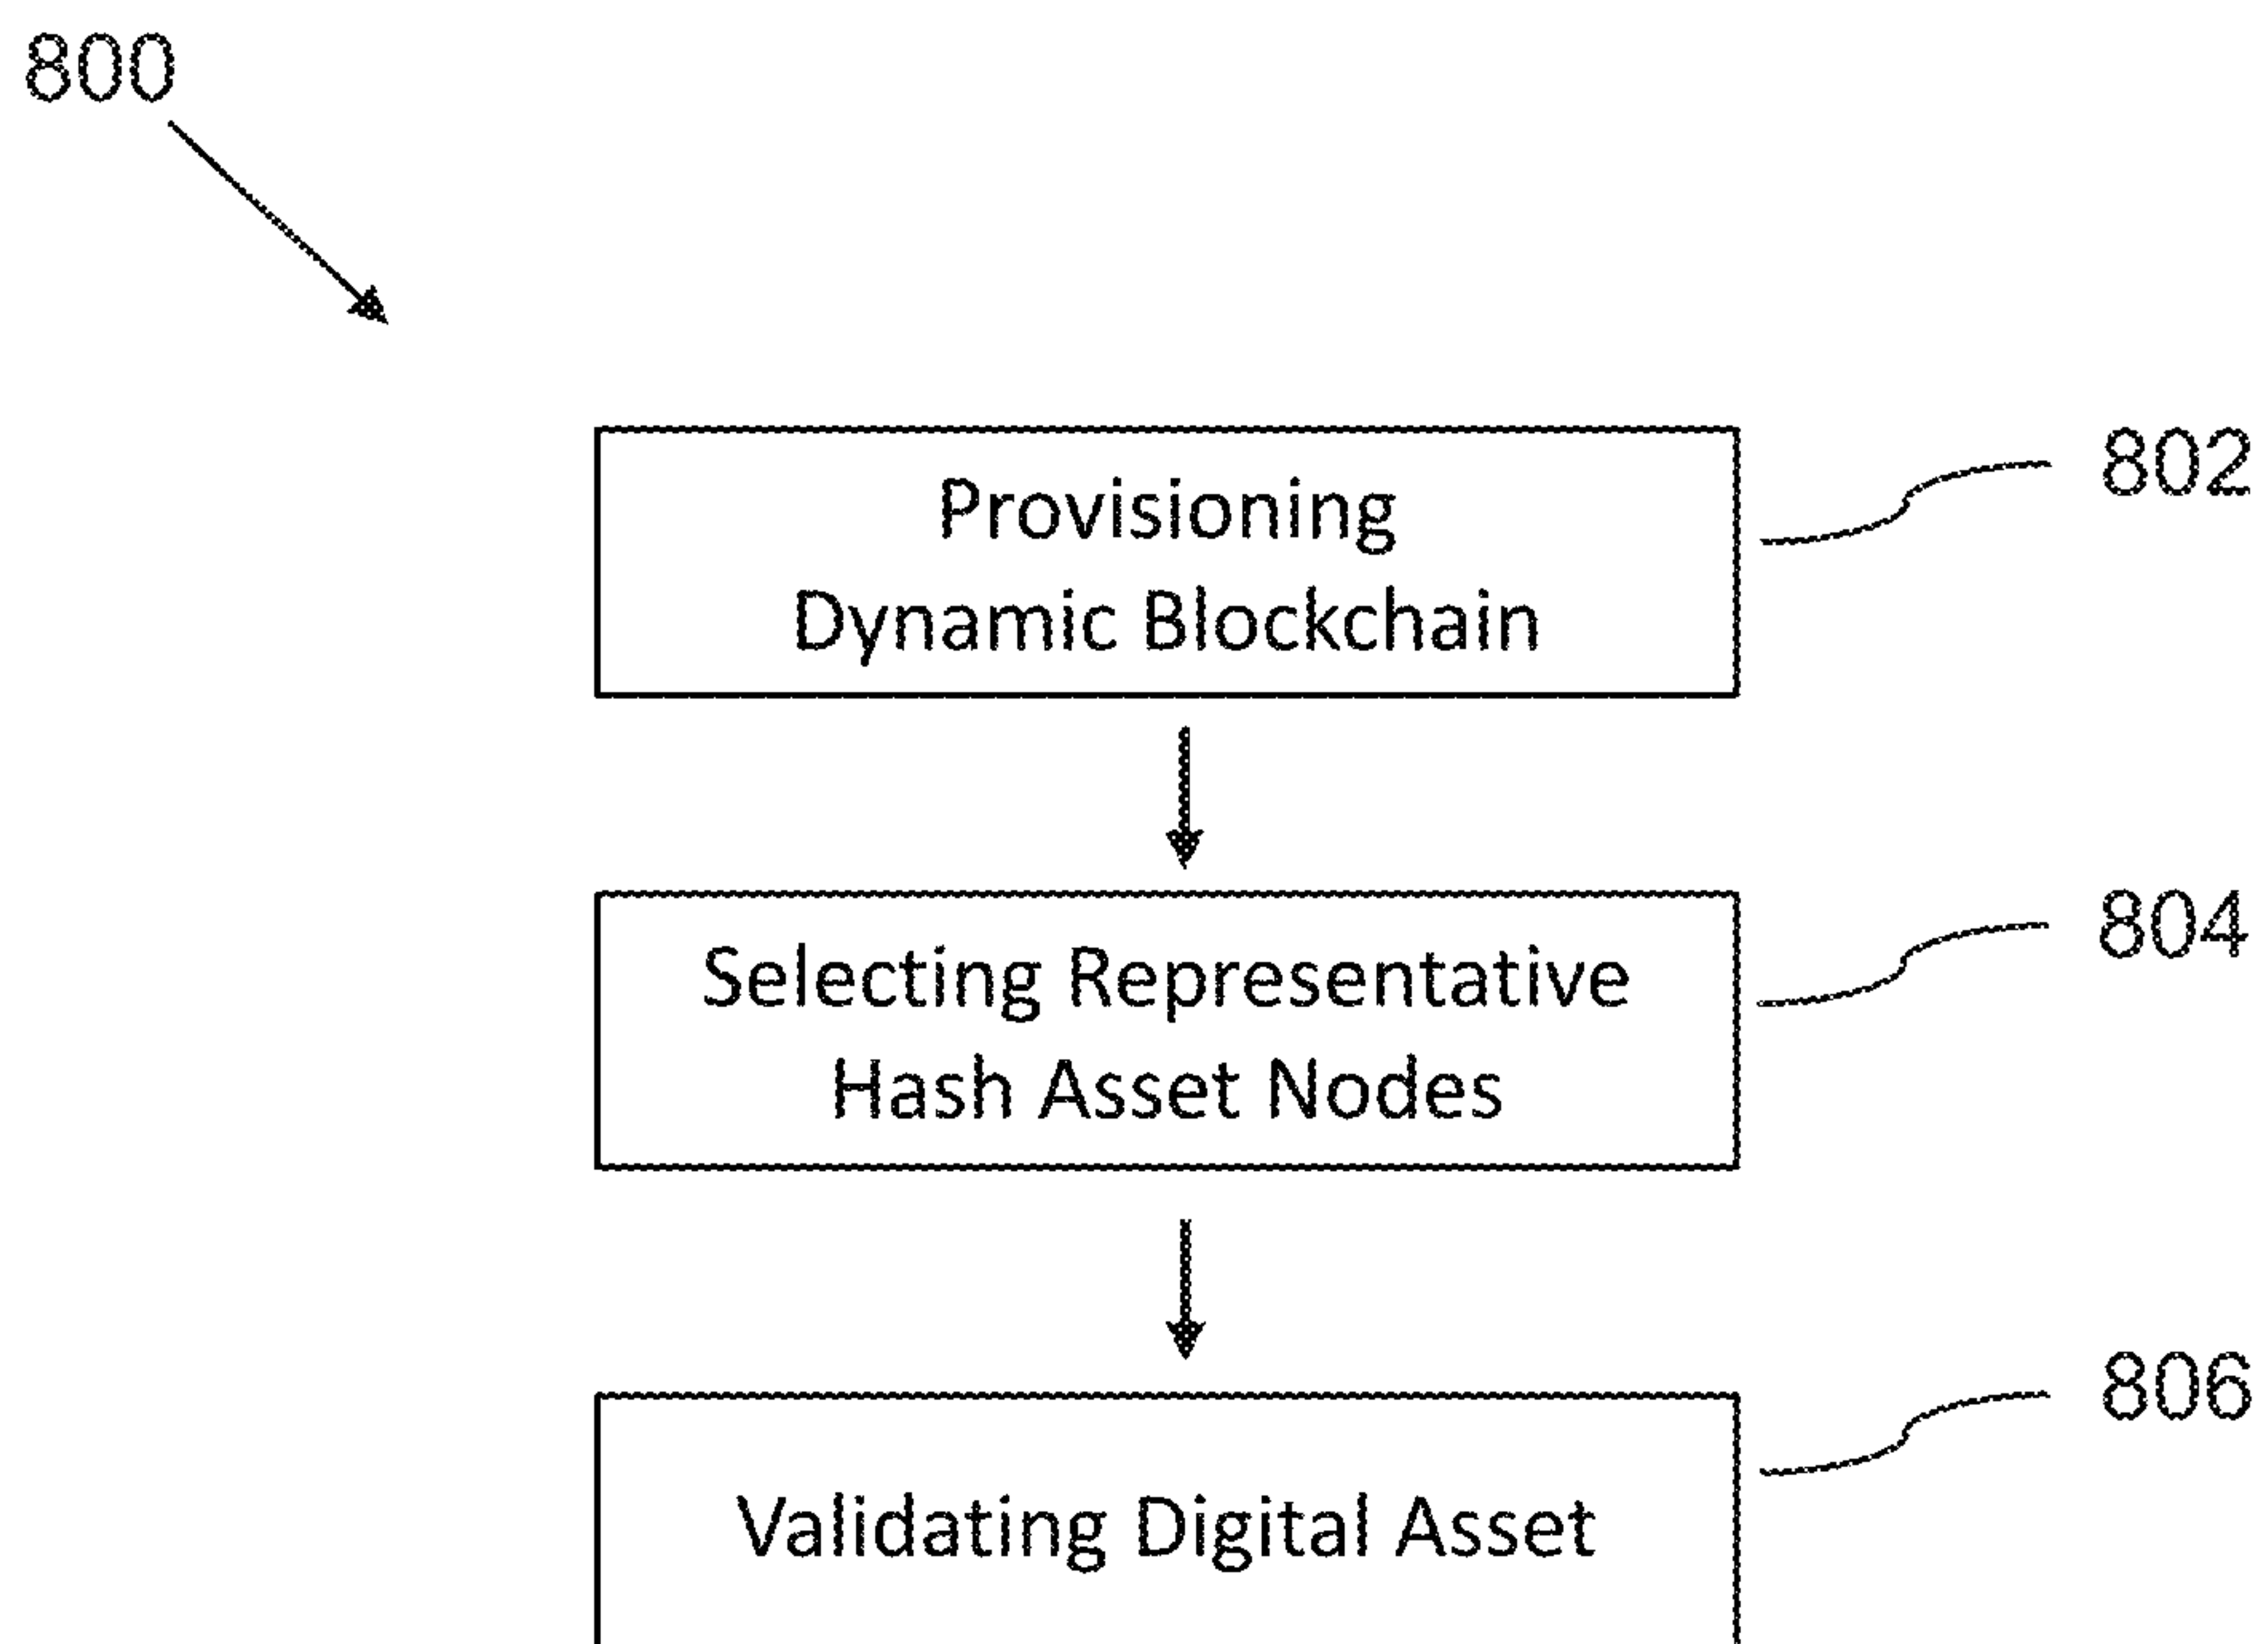 800
Provisioning
Dynamic Blockchain
802
Selecting Representative
Hash Asset Nodes
804
Validating Digital Asset
806